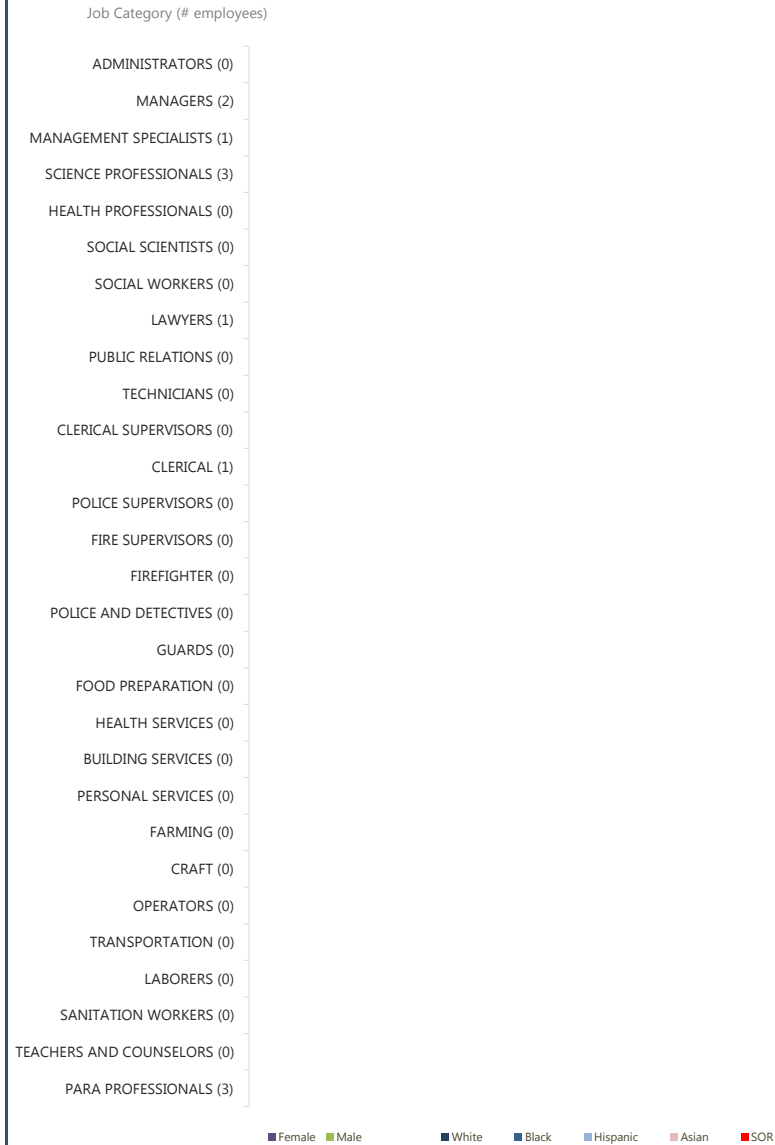 Job Category (# employees)
ADMINISTRATORS (0)
MANAGERS (2)
MANAGEMENT SPECIALISTS (1)
SCIENCE PROFESSIONALS (3)
HEALTH PROFESSIONALS (0)
SOCIAL SCIENTISTS (0)
SOCIAL WORKERS (0)
LAWYERS (1)
PUBLIC RELATIONS (0)
TECHNICIANS (0)
CLERICAL SUPERVISORS (0)
CLERICAL (1)
POLICE SUPERVISORS (0)
FIRE SUPERVISORS (0)
FIREFIGHTER (0)
POLICE AND DETECTIVES (0)
GUARDS (0)
FOOD PREPARATION (0)
HEALTH SERVICES (0)
BUILDING SERVICES (0)
PERSONAL SERVICES (0)
FARMING (0)
CRAFT (0)
OPERATORS (0)
TRANSPORTATION (0)
LABORERS (0)
SANITATION WORKERS (0)
TEACHERS AND COUNSELORS (0)
PARA PROFESSIONALS (3)
Female Male White Black Hispanic Asian SOR